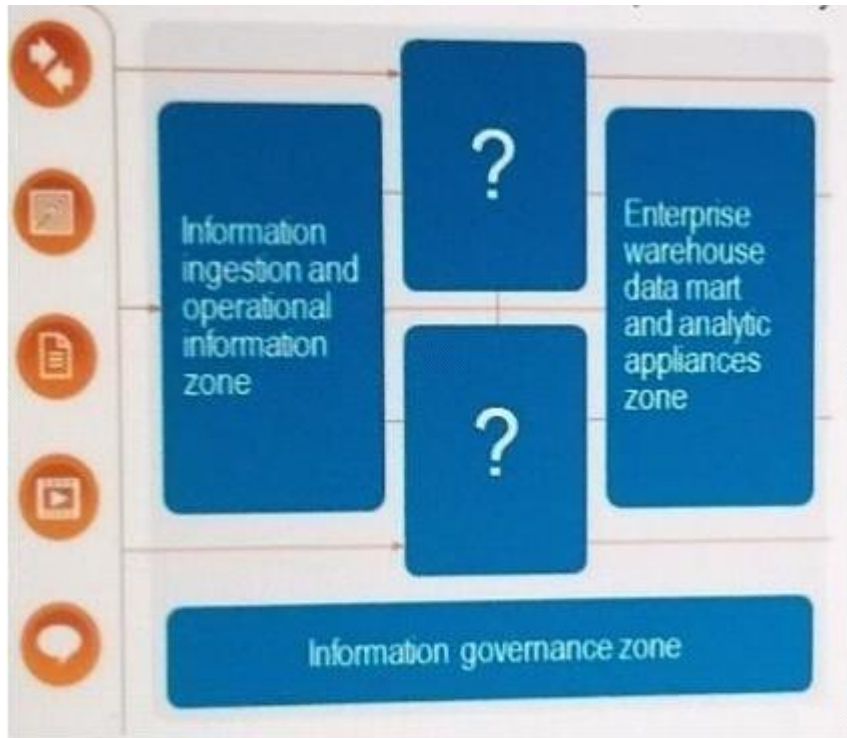 ?
Information
ingestion and
operational
information
zone
Enterprise
warehouse
data mart
and analytic
appliances
zone
?
Information governance zone